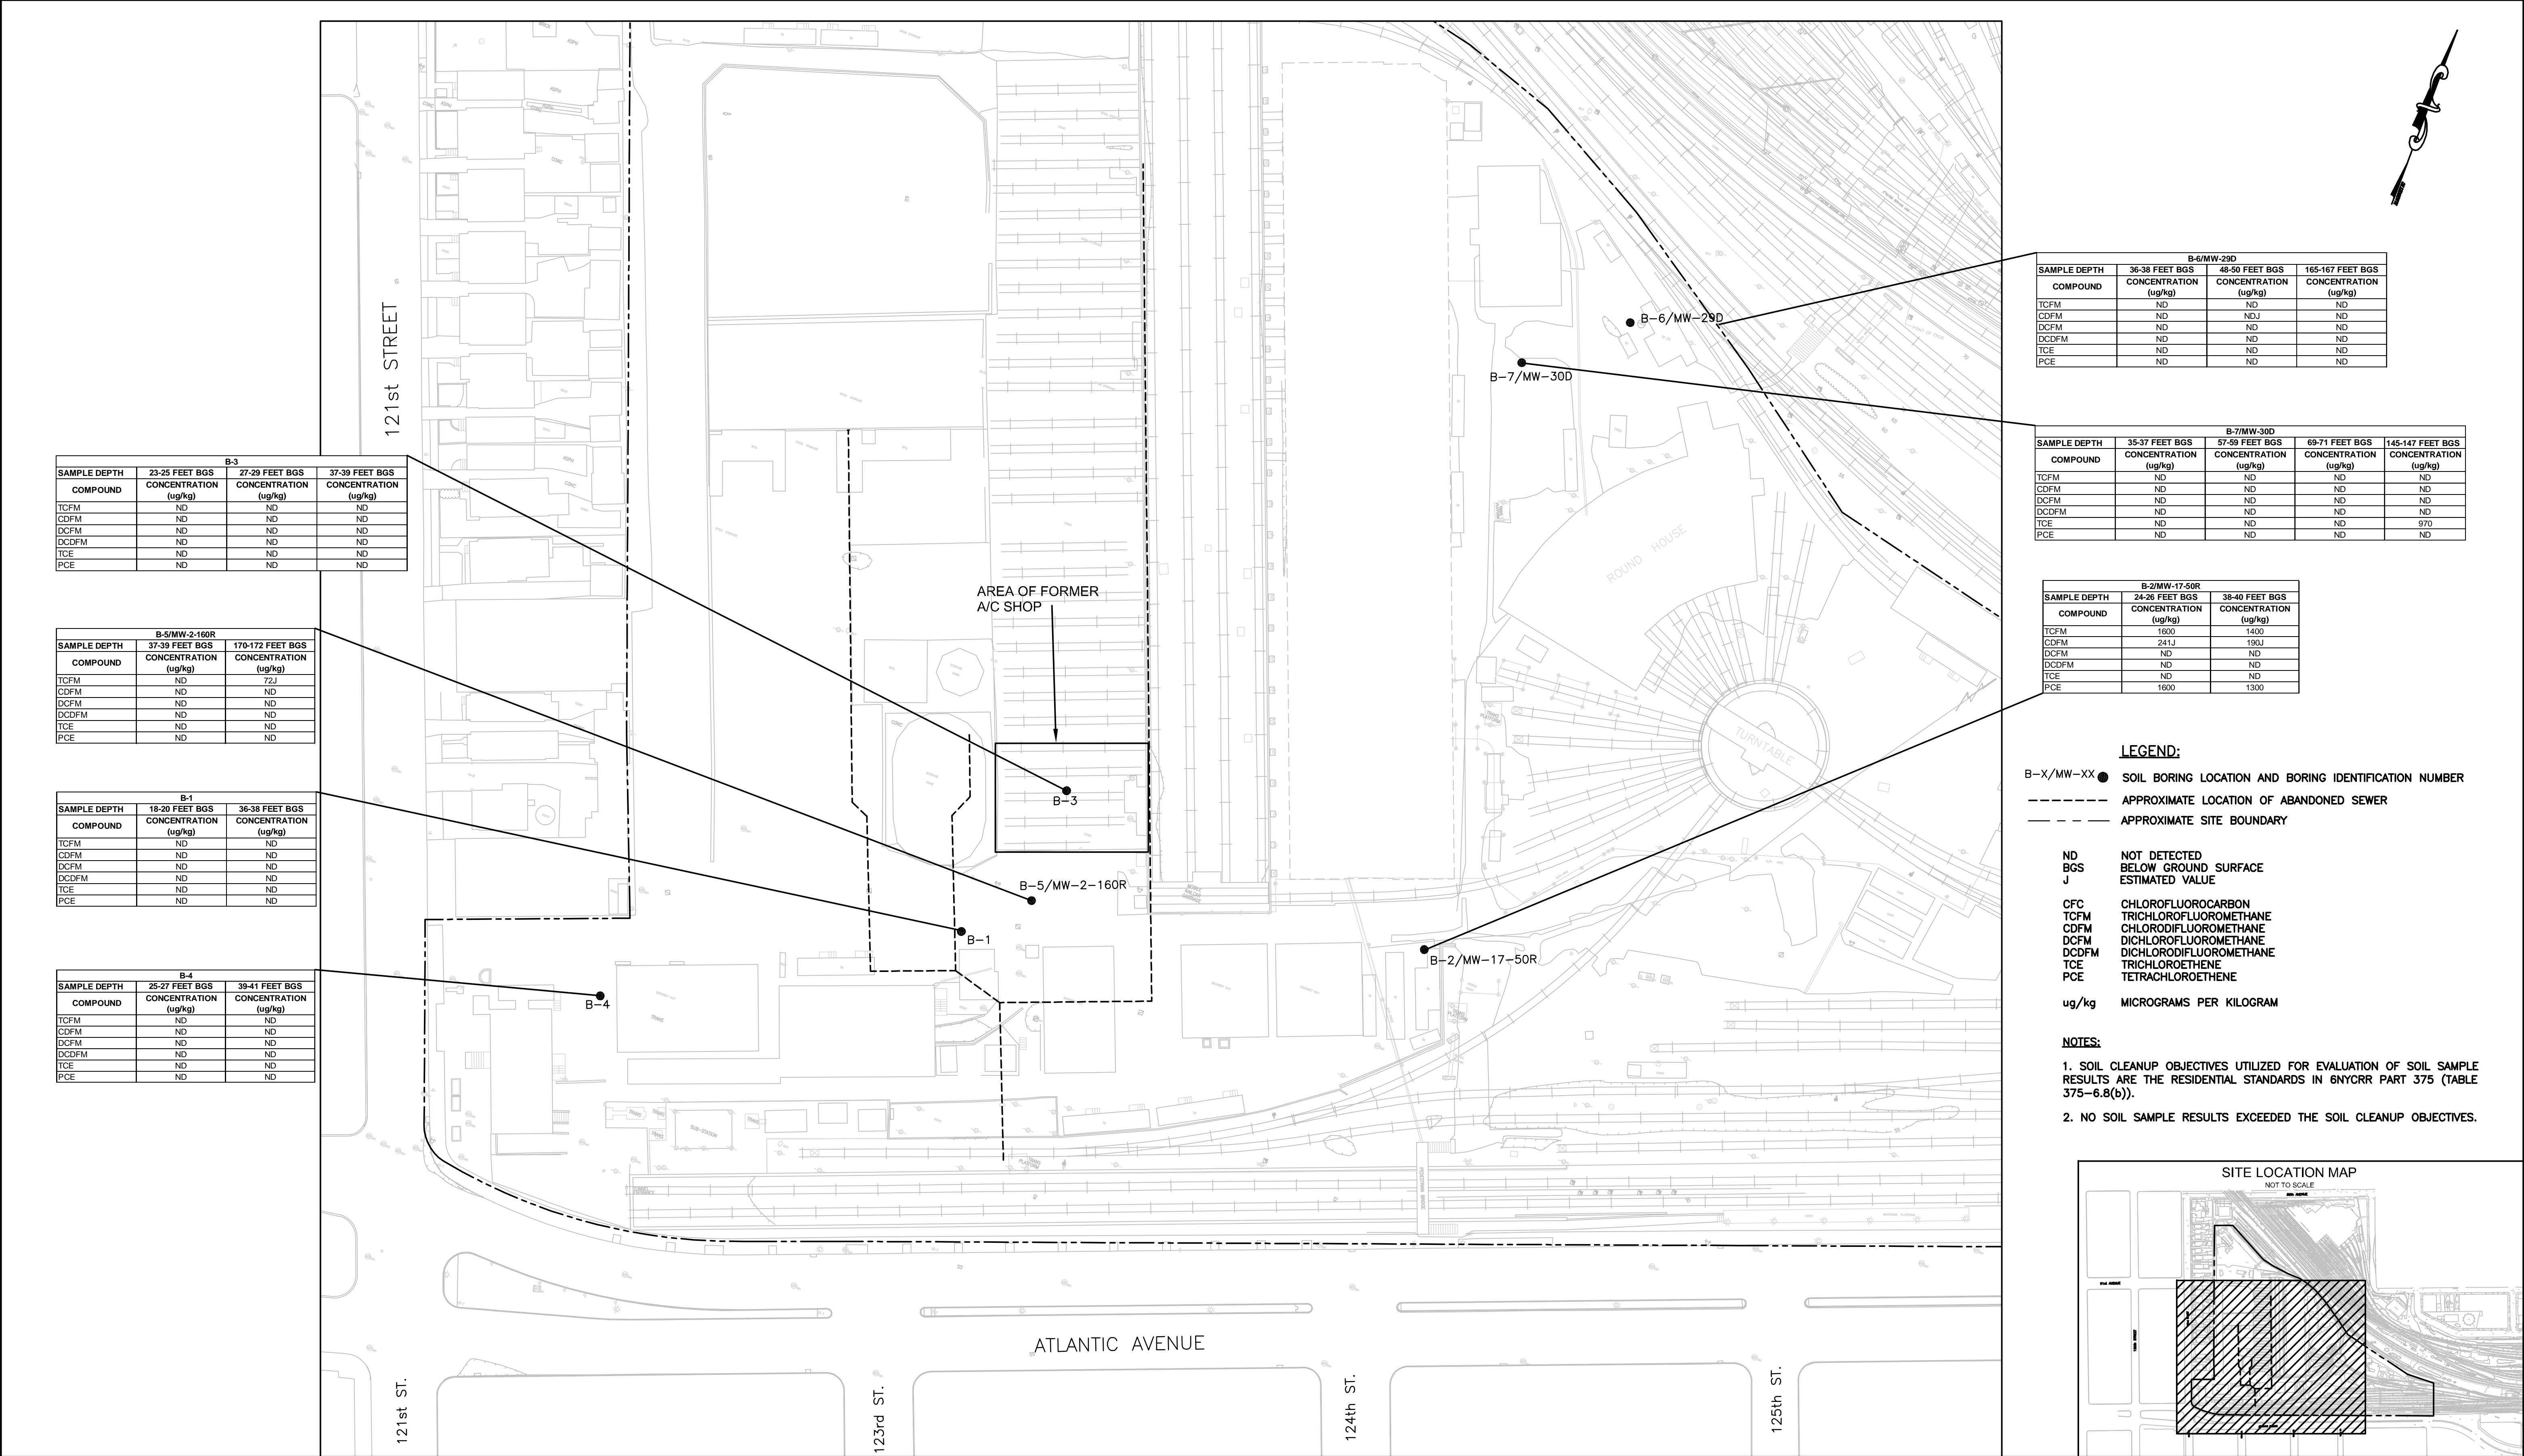 121st STREET
AREA OF FORMER
A/C SHOP
B-3
B-5/MW-2-160R
B-1
B-4
B-2/MW-17-50R
B-6/MW-29D
B-7/MW-30D
ROUND HOUSE
TURNTABLE
PEDESTRIAN BRIDGE
SUB-STATION
ATLANTIC AVENUE
121st ST.
123rd ST.
124th ST.
125th ST.
B-3
SAMPLE DEPTH 23-25 FEET BGS 27-29 FEET BGS 37-39 FEET BGS
COMPOUND CONCENTRATION (ug/kg) CONCENTRATION (ug/kg) CONCENTRATION (ug/kg)
TCFM ND ND ND
CDFM ND ND ND
DCFM ND ND ND
DCDFM ND ND ND
TCE ND ND ND
PCE ND ND ND
B-5/MW-2-160R
SAMPLE DEPTH 37-39 FEET BGS 170-172 FEET BGS
COMPOUND CONCENTRATION (ug/kg) CONCENTRATION (ug/kg)
TCFM ND 72J
CDFM ND ND
DCFM ND ND
DCDFM ND ND
TCE ND ND
PCE ND ND
B-1
SAMPLE DEPTH 18-20 FEET BGS 36-38 FEET BGS
COMPOUND CONCENTRATION (ug/kg) CONCENTRATION (ug/kg)
TCFM ND ND
CDFM ND ND
DCFM ND ND
DCDFM ND ND
TCE ND ND
PCE ND ND
B-4
SAMPLE DEPTH 25-27 FEET BGS 39-41 FEET BGS
COMPOUND CONCENTRATION (ug/kg) CONCENTRATION (ug/kg)
TCFM ND ND
CDFM ND ND
DCFM ND ND
DCDFM ND ND
TCE ND ND
PCE ND ND
B-6/MW-29D
SAMPLE DEPTH 36-38 FEET BGS 48-50 FEET BGS 165-167 FEET BGS
COMPOUND CONCENTRATION (ug/kg) CONCENTRATION (ug/kg) CONCENTRATION (ug/kg)
TCFM ND ND ND
CDFM ND NDJ ND
DCFM ND ND ND
DCDFM ND ND ND
TCE ND ND ND
PCE ND ND ND
B-7/MW-30D
SAMPLE DEPTH 35-37 FEET BGS 57-59 FEET BGS 69-71 FEET BGS 145-147 FEET BGS
COMPOUND CONCENTRATION (ug/kg) CONCENTRATION (ug/kg) CONCENTRATION (ug/kg) CONCENTRATION (ug/kg)
TCFM ND ND ND ND
CDFM ND ND ND ND
DCFM ND ND ND ND
DCDFM ND ND ND ND
TCE ND ND ND 970
PCE ND ND ND ND
B-2/MW-17-50R
SAMPLE DEPTH 24-26 FEET BGS 38-40 FEET BGS
COMPOUND CONCENTRATION (ug/kg) CONCENTRATION (ug/kg)
TCFM 1600 1400
CDFM 241J 190J
DCFM ND ND
DCDFM ND ND
TCE ND ND
PCE 1600 1300
LEGEND:
B-X/MW-XX SOIL BORING LOCATION AND BORING IDENTIFICATION NUMBER
APPROXIMATE LOCATION OF ABANDONED SEWER
APPROXIMATE SITE BOUNDARY
ND NOT DETECTED
BGS BELOW GROUND SURFACE
J ESTIMATED VALUE
CFC CHLOROFLUOROCARBON
TCFM TRICHLOROFLUOROMETHANE
CDFM CHLORODIFLUOROMETHANE
DCFM DICHLOROFLUOROMETHANE
DCDFM DICHLORODIFLUOROMETHANE
TCE TRICHLOROETHENE
PCE TETRACHLOROETHENE
ug/kg MICROGRAMS PER KILOGRAM
NOTES:
1. SOIL CLEANUP OBJECTIVES UTILIZED FOR EVALUATION OF SOIL SAMPLE
RESULTS ARE THE RESIDENTIAL STANDARDS IN 6NYCRR PART 375 (TABLE
375-6.8(b)).
2. NO SOIL SAMPLE RESULTS EXCEEDED THE SOIL CLEANUP OBJECTIVES.
SITE LOCATION MAP
NOT TO SCALE